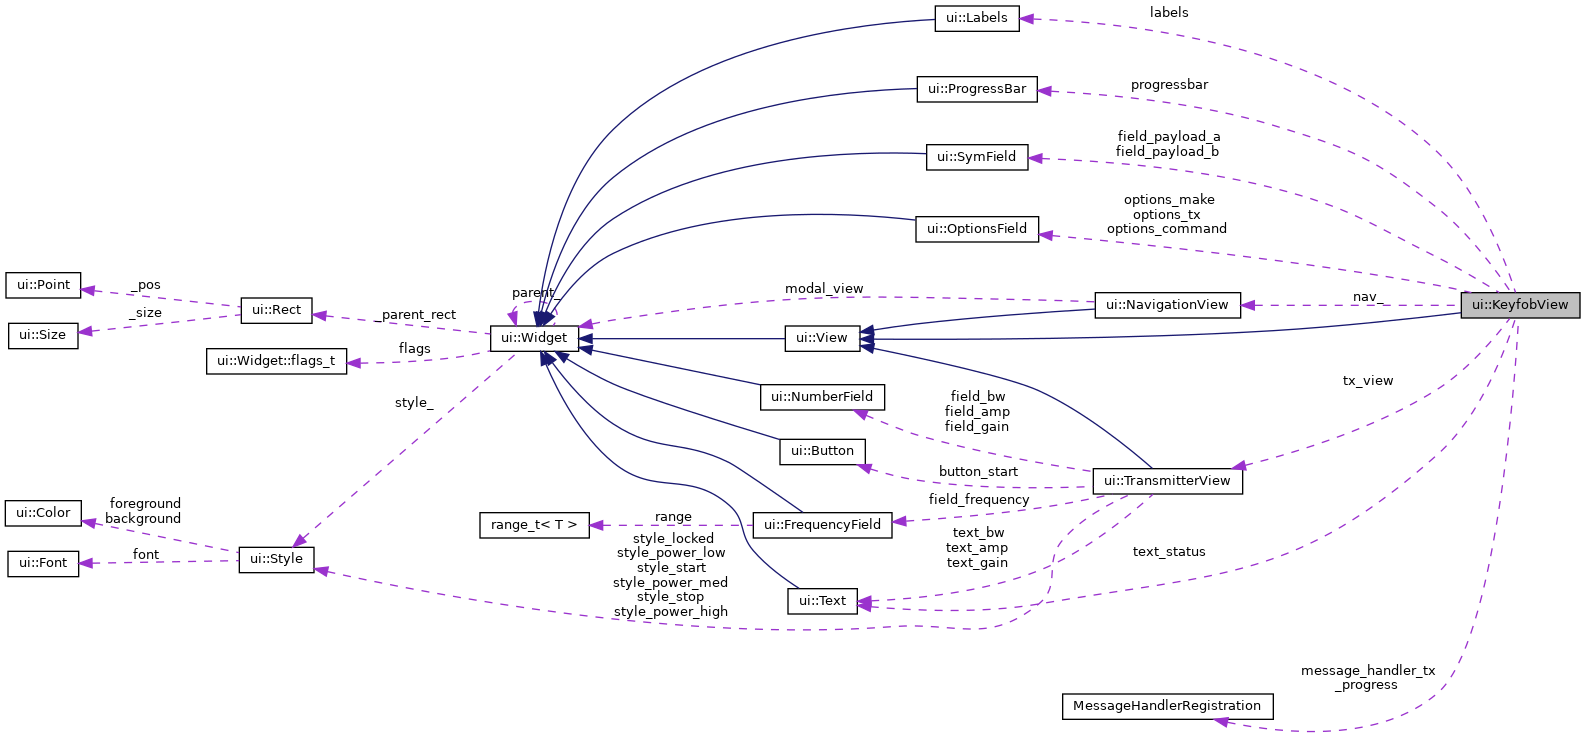 labels
ui::Labels
progressbar
ui::ProgressBar
field_payload_a
field_payload_b
ui::SymField
options_make
options_tx
options_command
ui::OptionsField
ui::Point
_pos
ui::Rect
_size
ui::Size
_parent_rect
parent_
modal_view
ui::NavigationView
nav_
ui::KeyfobView
ui::Widget
ui::View
flags
ui::Widget::flags_t
style_
ui::NumberField
field_bw
field_amp
field_gain
tx_view
ui::Button
button_start
ui::TransmitterView
field_frequency
ui::Color
foreground
background
range_t< T >
range
ui::FrequencyField
ui::Font
font
ui::Style
style_locked
style_power_low
style_start
style_power_med
style_stop
style_power_high
text_bw
text_amp
text_gain
text_status
ui::Text
message_handler_tx
_progress
MessageHandlerRegistration